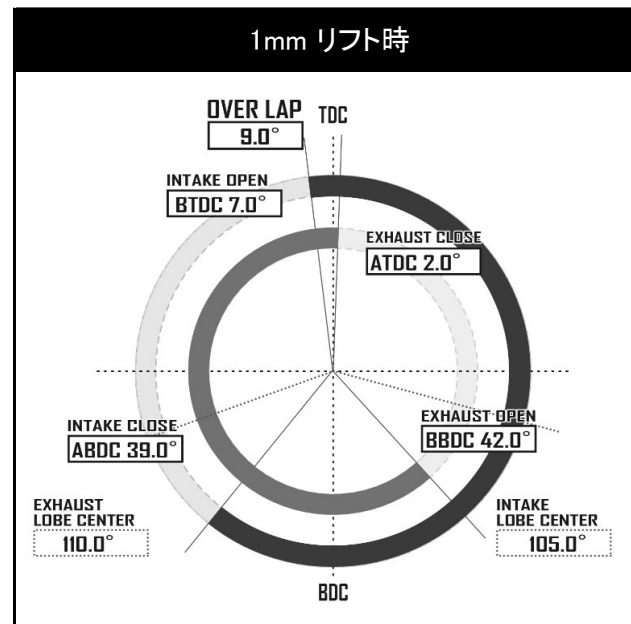 1mm リフト時
OVER LAP
9.0°
TDC
INTAKE OPEN
BTDC 7.0°
EXHAUST CLOSE
ATDC 2.0°
INTAKE CLOSE
ABDC 39.0°
EXHAUST OPEN
BBDC 42.0°
EXHAUST
LOBE CENTER
110.0°
INTAKE
LOBE CENTER
105.0°
BDC